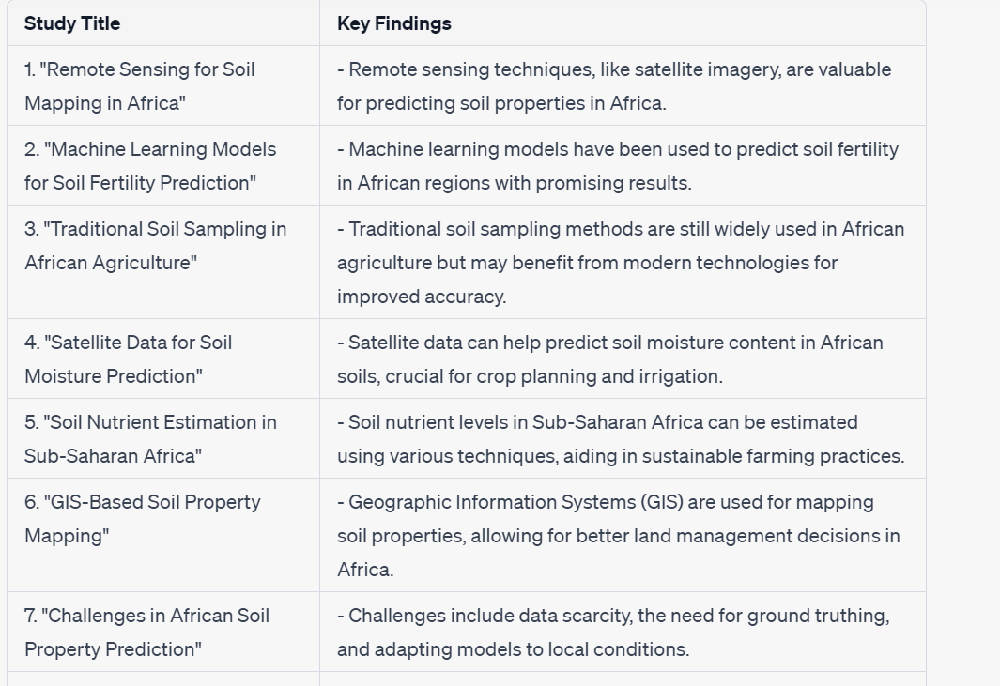 Study Title
Key Findings
1. "Remote Sensing for Soil
Mapping in Africa"
- Remote sensing techniques, like satellite imagery, are valuable
for predicting soil properties in Africa.
2. "Machine Learning Models
for Soil Fertility Prediction"
- Machine learning models have been used to predict soil fertility
in African regions with promising results.
3. "Traditional Soil Sampling in
African Agriculture"
- Traditional soil sampling methods are still widely used in African
agriculture but may benefit from modern technologies for
improved accuracy.
4. "Satellite Data for Soil
Moisture Prediction"
- Satellite data can help predict soil moisture content in African
soils, crucial for crop planning and irrigation.
5. "Soil Nutrient Estimation in
Sub-Saharan Africa"
- Soil nutrient levels in Sub-Saharan Africa can be estimated
using various techniques, aiding in sustainable farming practices.
6. "GIS-Based Soil Property
Mapping"
- Geographic Information Systems (GIS) are used for mapping
soil properties, allowing for better land management decisions in
Africa.
7. "Challenges in African Soil
Property Prediction"
- Challenges include data scarcity, the need for ground truthing,
and adapting models to local conditions.